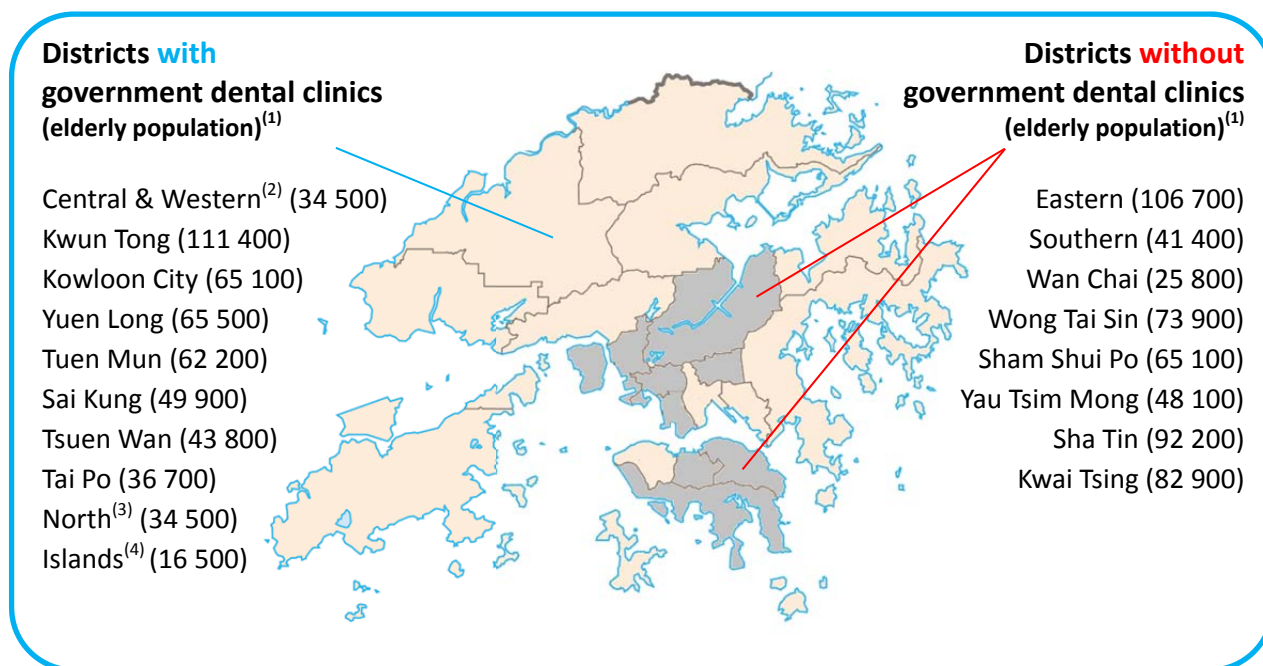 Districts with
government dental clinics
(elderly population)(1)
Central & Western(2) (34 500)
Kwun Tong (111 400)
Kowloon City (65 100)
Yuen Long (65 500)
Tuen Mun (62 200)
Sai Kung (49 900)
Tsuen Wan (43 800)
Tai Po (36 700)
North(3) (34 500)
Islands(4) (16 500)
Districts without
government dental clinics
(elderly population)(1)
Eastern (106 700)
Southern (41 400)
Wan Chai (25 800)
Wong Tai Sin (73 900)
Sham Shui Po (65 100)
Yau Tsim Mong (48 100)
Sha Tin (92 200)
Kwai Tsing (82 900)